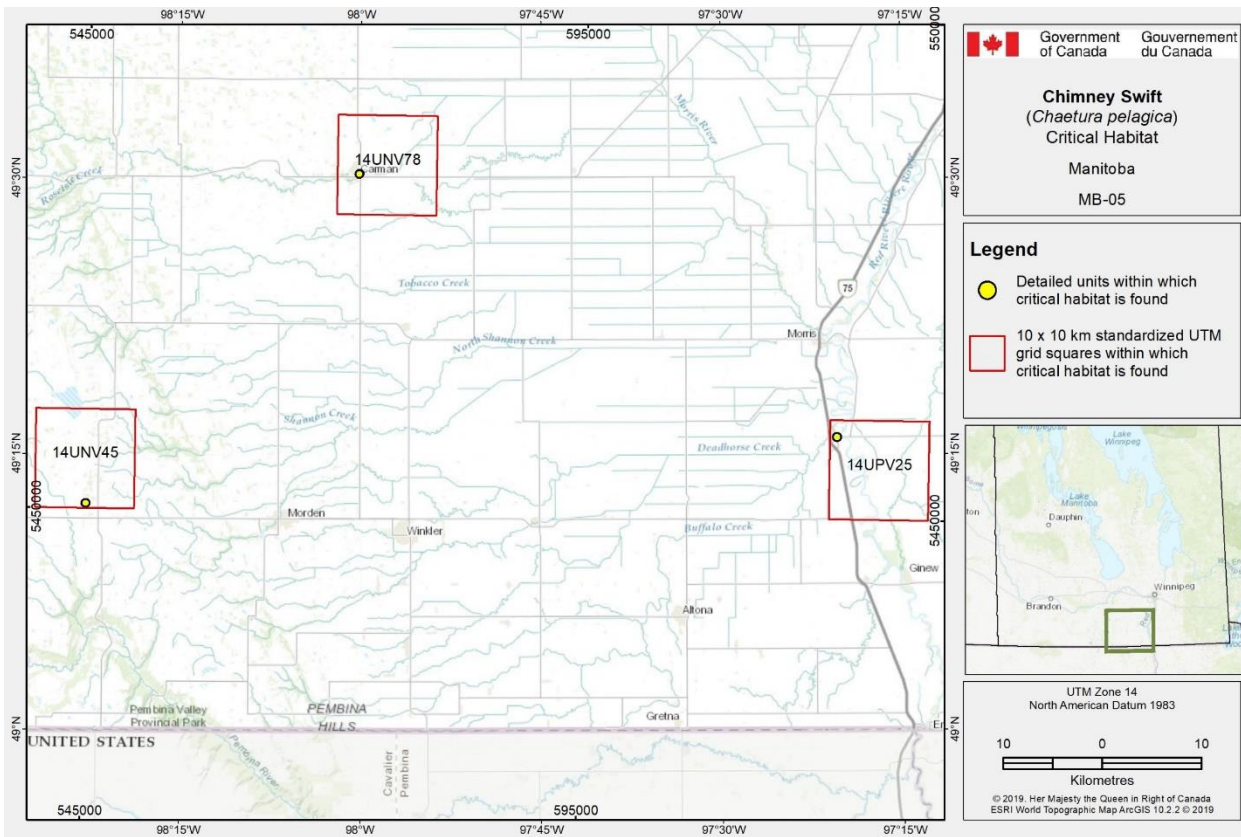 98°15'W
98°0'W
97°45'W
97°30'W
97°15'W
545000
595000
550000
49°30'N
49°30'N
49°15'N
49°15'N
49°N
49°N
5450000
5450000
14UNV78
Carman
Morris River
Red River
Tobacco Creek
75
North Shannon Creek
Morris
Shannon Creek
14UNV45
Deadhorse Creek
14UPV25
Morden
Winkler
Buffalo Creek
Ginew
Altona
Pembina Valley
Provincial Park
PEMBINA
HILLS
Gretna
UNITED STATES
Pembina River
Cavalier
Pembina
545000
595000
98°15'W
98°0'W
97°45'W
97°30'W
97°15'W
Government
of Canada
Gouvernement
du Canada
Chimney Swift
(Chaetura pelagica)
Critical Habitat
Manitoba
MB-05
Legend
Detailed units within which
critical habitat is found
10 x 10 km standardized UTM
grid squares within which
critical habitat is found
Lake
Winnipeg
Lake
Manitoba
Dauphin
Winnipeg
Brandon
Red
UTM Zone 14
North American Datum 1983
10 0 10
Kilometres
© 2019. Her Majesty the Queen in Right of Canada
ESRI World Topographic Map ArcGIS 10.2.2 © 2019